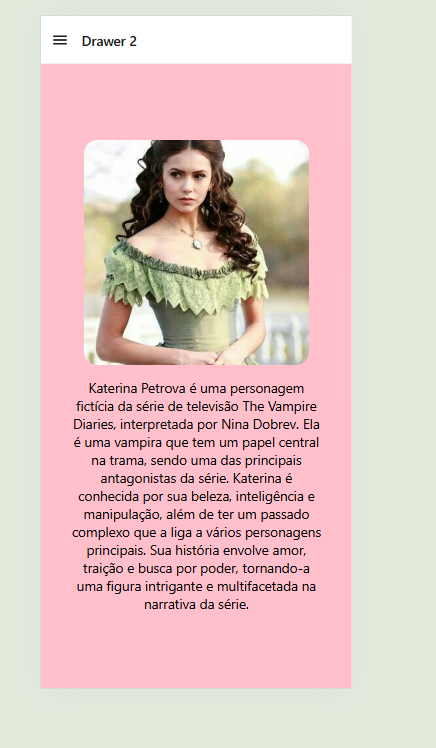 Drawer 2
Katerina Petrova é uma personagem
fictícia da série de televisão The Vampire
Diaries, interpretada por Nina Dobrev. Ela
é uma vampira que tem um papel central
na trama, sendo uma das principais
antagonistas da série. Katerina é
conhecida por sua beleza, inteligência e
manipulação, além de ter um passado
complexo que a liga a vários personagens
principais. Sua história envolve amor,
traição e busca por poder, tornando-a
uma figura intrigante e multifacetada na
narrativa da série.